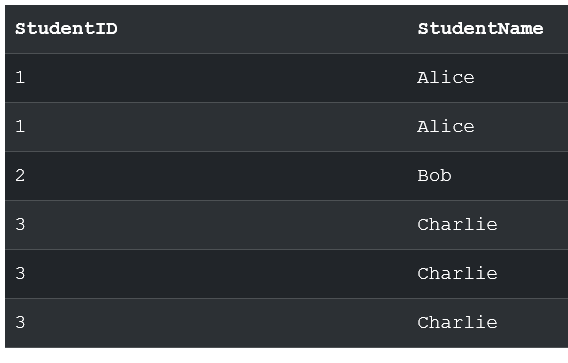 StudentID StudentName
1 Alice
1 Alice
2 Bob
3 Charlie
3 Charlie
3 Charlie